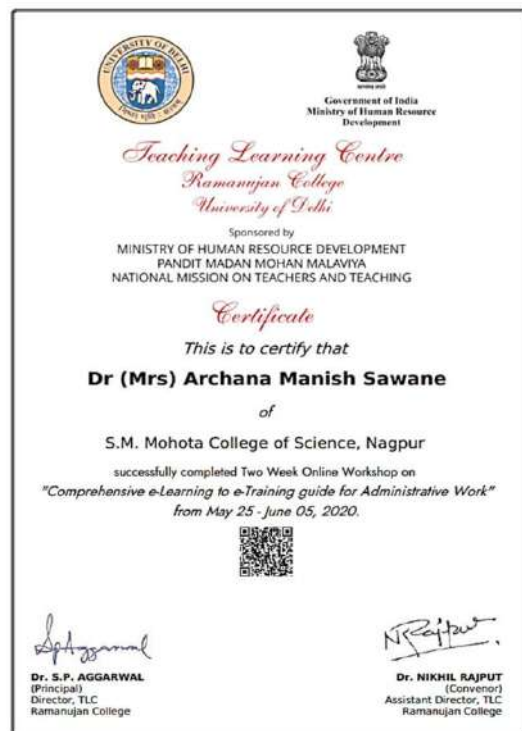 UNIVERSITY OF DELHI
Government of India
Ministry of Human Resource
Development
Teaching Learning Centre
Ramanujan College
University of Delhi
Sponsored by
MINISTRY OF HUMAN RESOURCE DEVELOPMENT
PANDIT MADAN MOHAN MALAVIYA
NATIONAL MISSION ON TEACHERS AND TEACHING
Certificate
This is to certify that
Dr (Mrs) Archana Manish Sawane
of
S.M. Mohota College of Science, Nagpur
successfully completed Two Week Online Workshop on
"Comprehensive e-Learning to e-Training guide for Administrative Work"
from May 25 - June 05, 2020.
SpAggarwal
NRajput
Dr. S.P. AGGARWAL
(Principal)
Director, TLC
Ramanujan College
Dr. NIKHIL RAJPUT
(Convenor)
Assistant Director, TLC
Ramanujan College